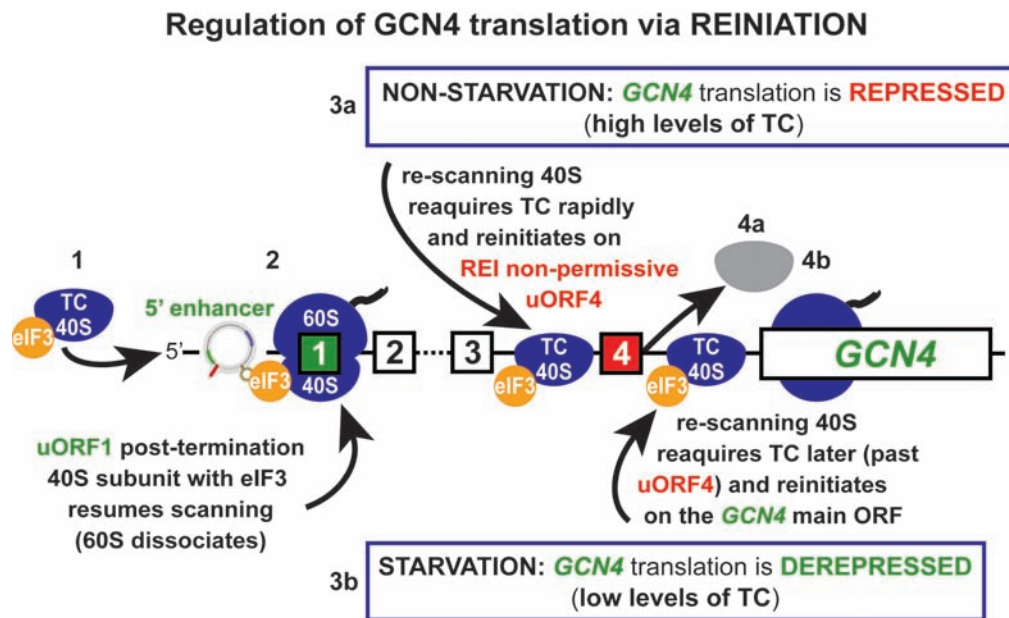 Regulation of GCN4 translation via REINIATION
3a
NON-STARVATION: GCN4 translation is REPRESSED
(high levels of TC)
re-scanning 40S
reaquires TC rapidly
and reinitiates on
REI non-permissive
uORF4
4a
4b
1
TC
40S
eIF3
2
5' enhancer
5'
60S
1
40S
eIF3
2
3
TC
40S
eIF3
4
TC
40S
eIF3
GCN4
uORF1 post-termination
40S subunit with eIF3
resumes scanning
(60S dissociates)
re-scanning 40S
reaquires TC later (past
uORF4) and reinitiates
on the GCN4 main ORF
3b
STARVATION: GCN4 translation is DEREPRESSED
(low levels of TC)